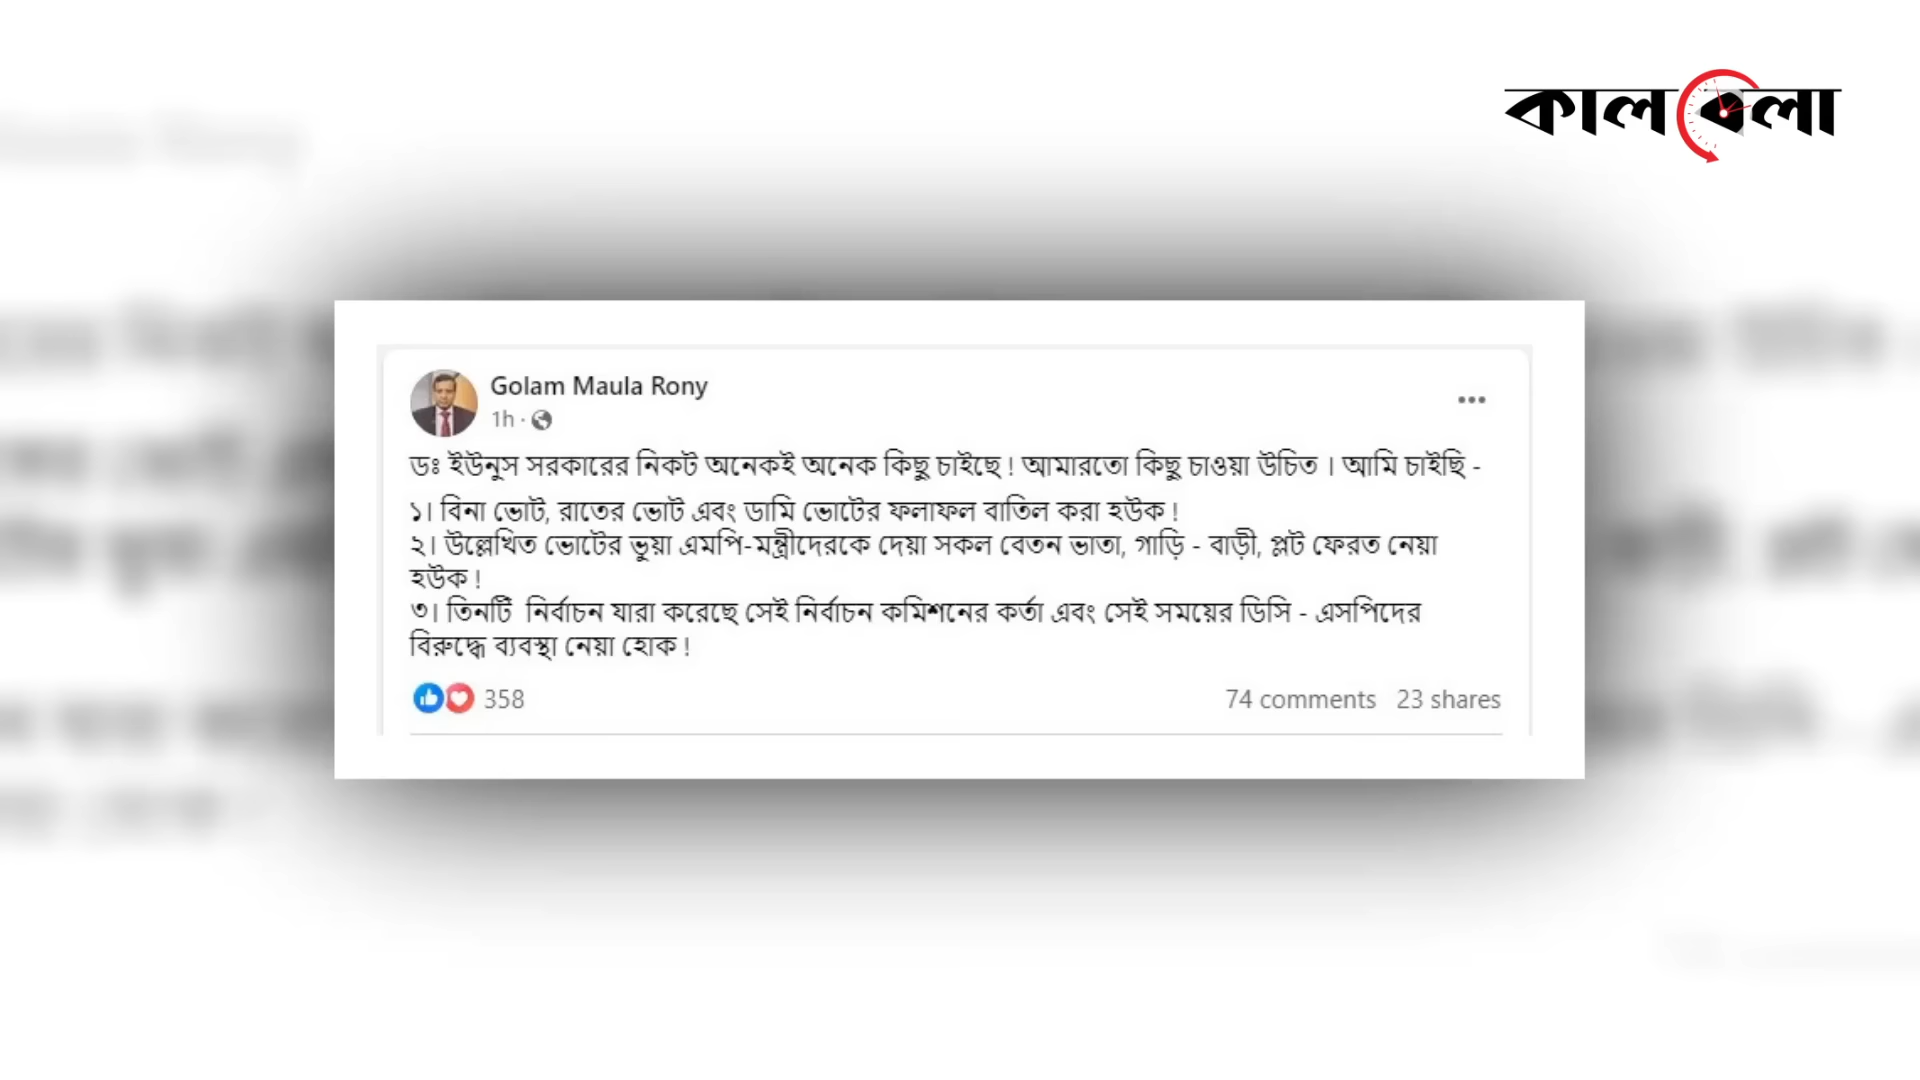 কালবেলা
Golam Maula Rony
1h ·
ডঃ ইউনুস সরকারের নিকট অনেকই অনেক কিছু চাইছে ! আমারতো কিছু চাওয়া উচিত । আমি চাইছি -
১। বিনা ভোট, রাতের ভোট এবং ডামি ভোটের ফলাফল বাতিল করা হউক !
২। উল্লেখিত ভোটের ভুয়া এমপি-মন্ত্রীদেরকে দেয়া সকল বেতন ভাতা, গাড়ি - বাড়ী, প্লট ফেরত নেয়া
হউক !
৩। তিনটি নির্বাচন যারা করেছে সেই নির্বাচন কমিশনের কর্তা এবং সেই সময়ের ডিসি - এসপিদের
বিরুদ্ধে ব্যবস্থা নেয়া হোক !
358
74 comments 23 shares